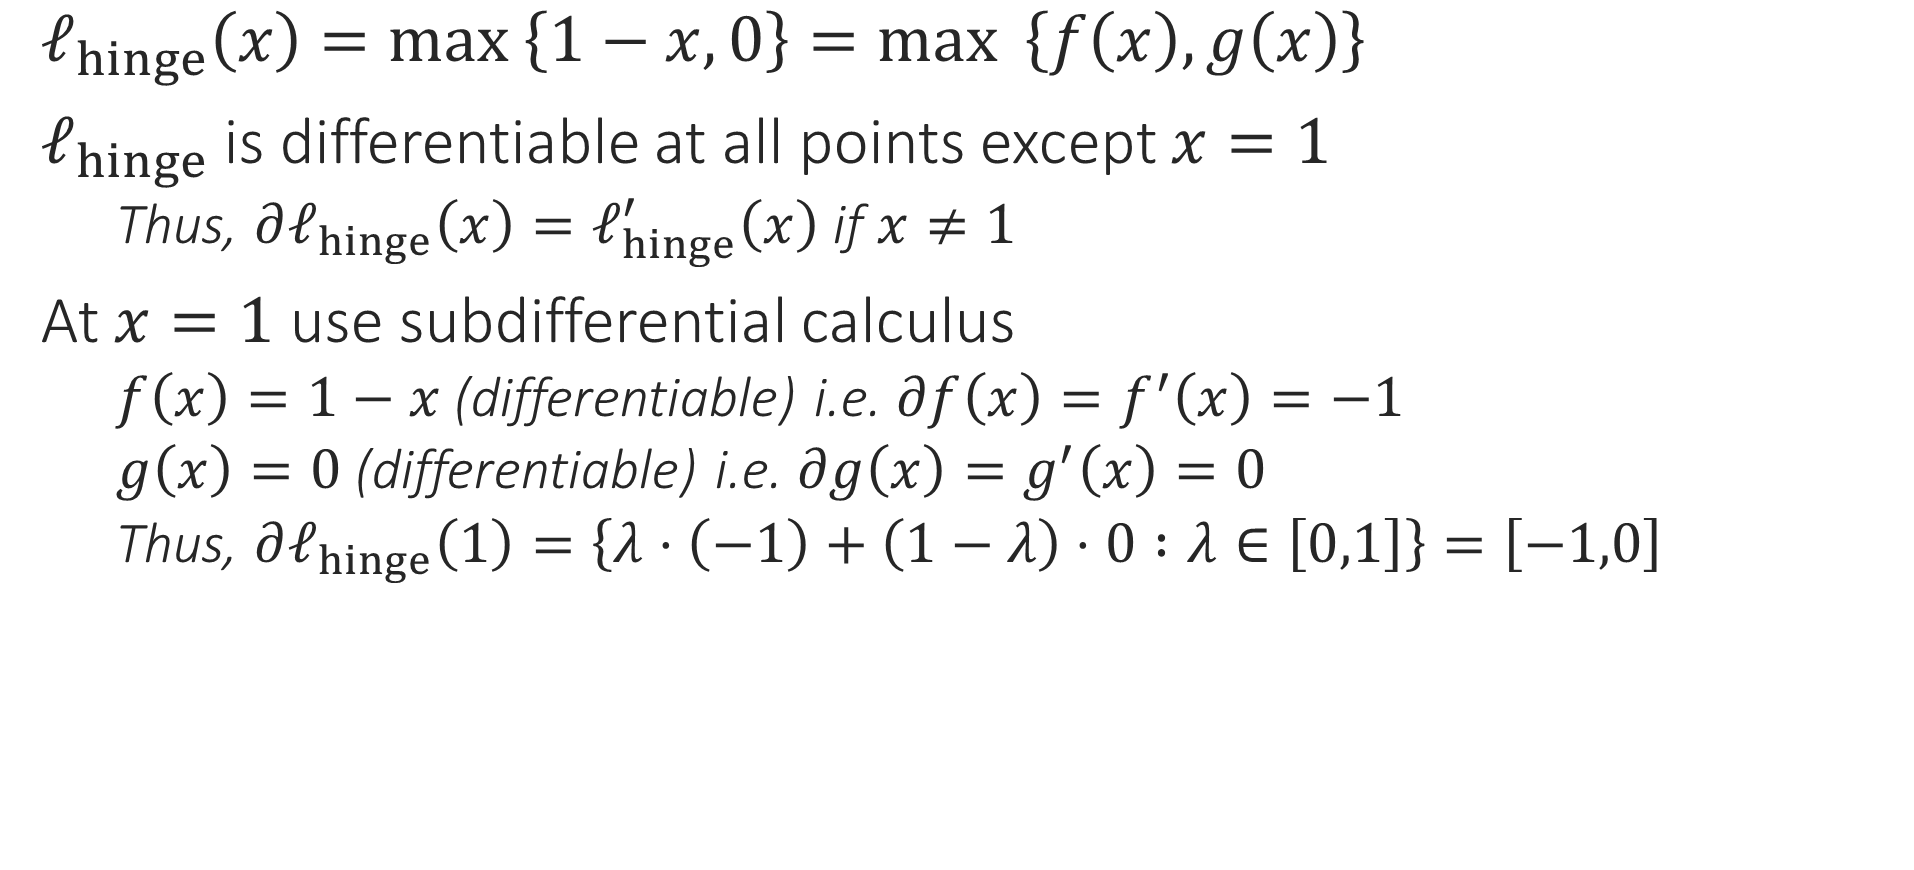 ℓ_hinge(x) = max {1 − x, 0} = max {f(x), g(x)}
ℓ_hinge is differentiable at all points except x = 1
Thus, ∂ℓ_hinge(x) = ℓ′_hinge(x) if x ≠ 1
At x = 1 use subdifferential calculus
f(x) = 1 − x (differentiable) i.e. ∂f(x) = f′(x) = −1
g(x) = 0 (differentiable) i.e. ∂g(x) = g′(x) = 0
Thus, ∂ℓ_hinge(1) = {λ · (−1) + (1 − λ) · 0 : λ ∈ [0,1]} = [−1,0]